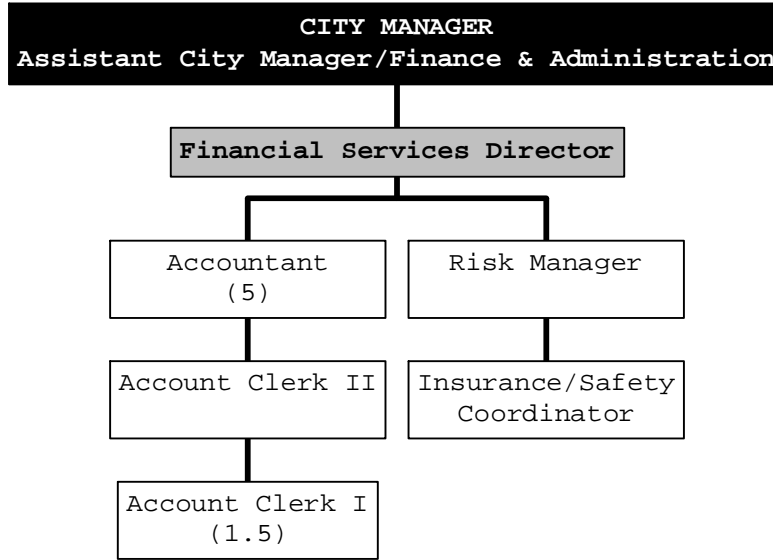 CITY MANAGER
Assistant City Manager/Finance & Administration
Financial Services Director
Accountant
(5)
Risk Manager
Account Clerk II
Insurance/Safety
Coordinator
Account Clerk I
(1.5)